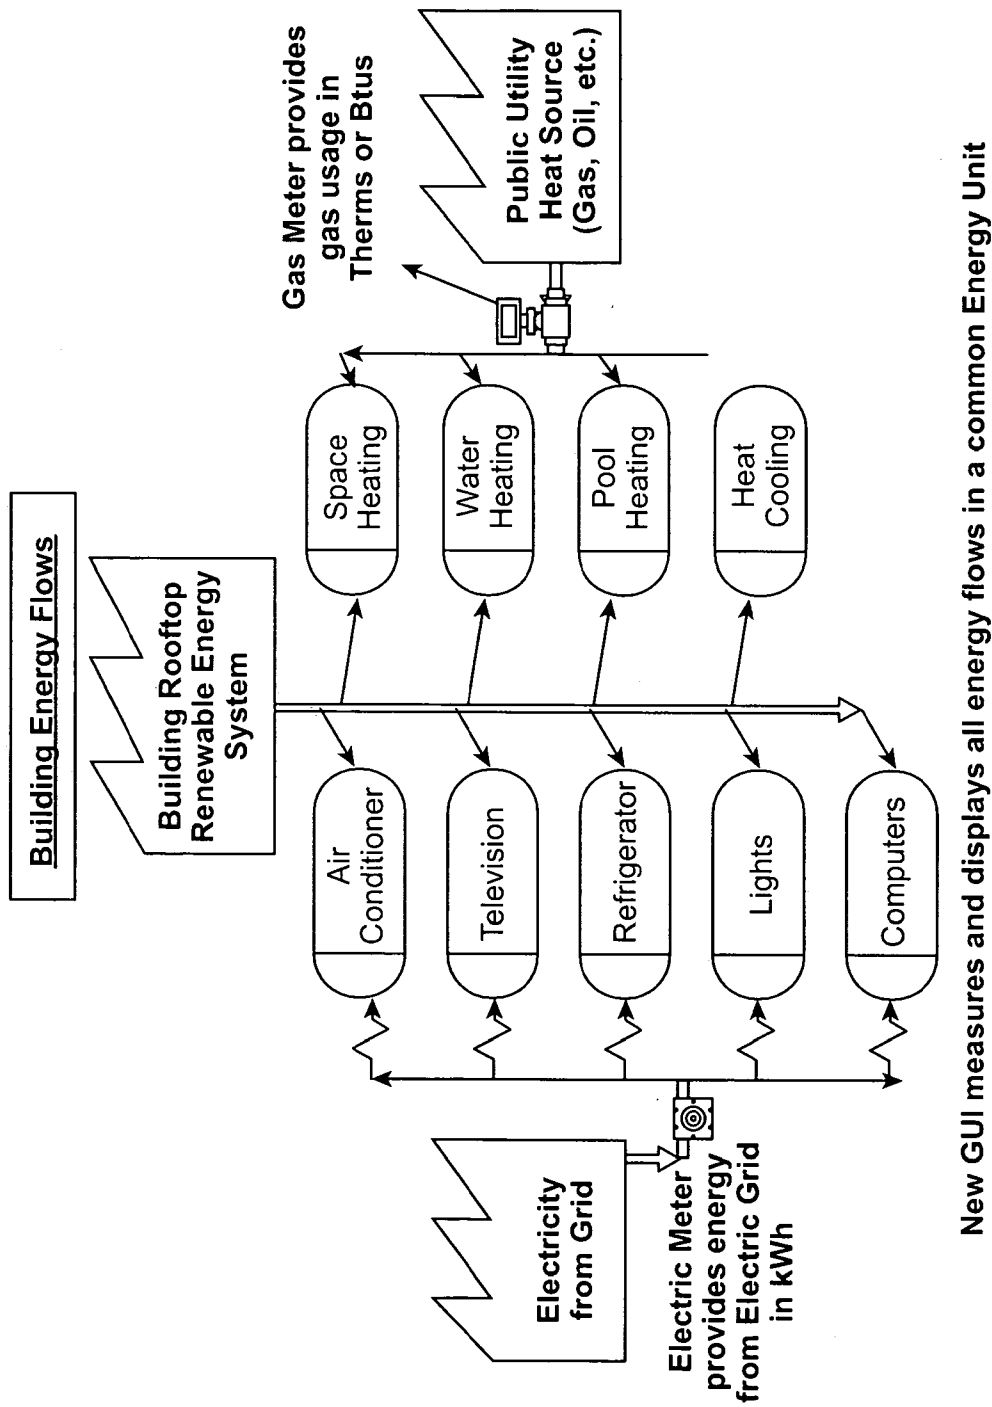 Building Energy Flows
Building Rooftop
Renewable Energy
System
Electricity
from Grid
Electric Meter
provides energy
from Electric Grid
in kWh
Air
Conditioner
Television
Refrigerator
Lights
Computers
Space
Heating
Water
Heating
Pool
Heating
Heat
Cooling
Gas Meter provides
gas usage in
Therms or Btus
Public Utility
Heat Source
(Gas, Oil, etc.)
New GUI measures and displays all energy flows in a common Energy Unit